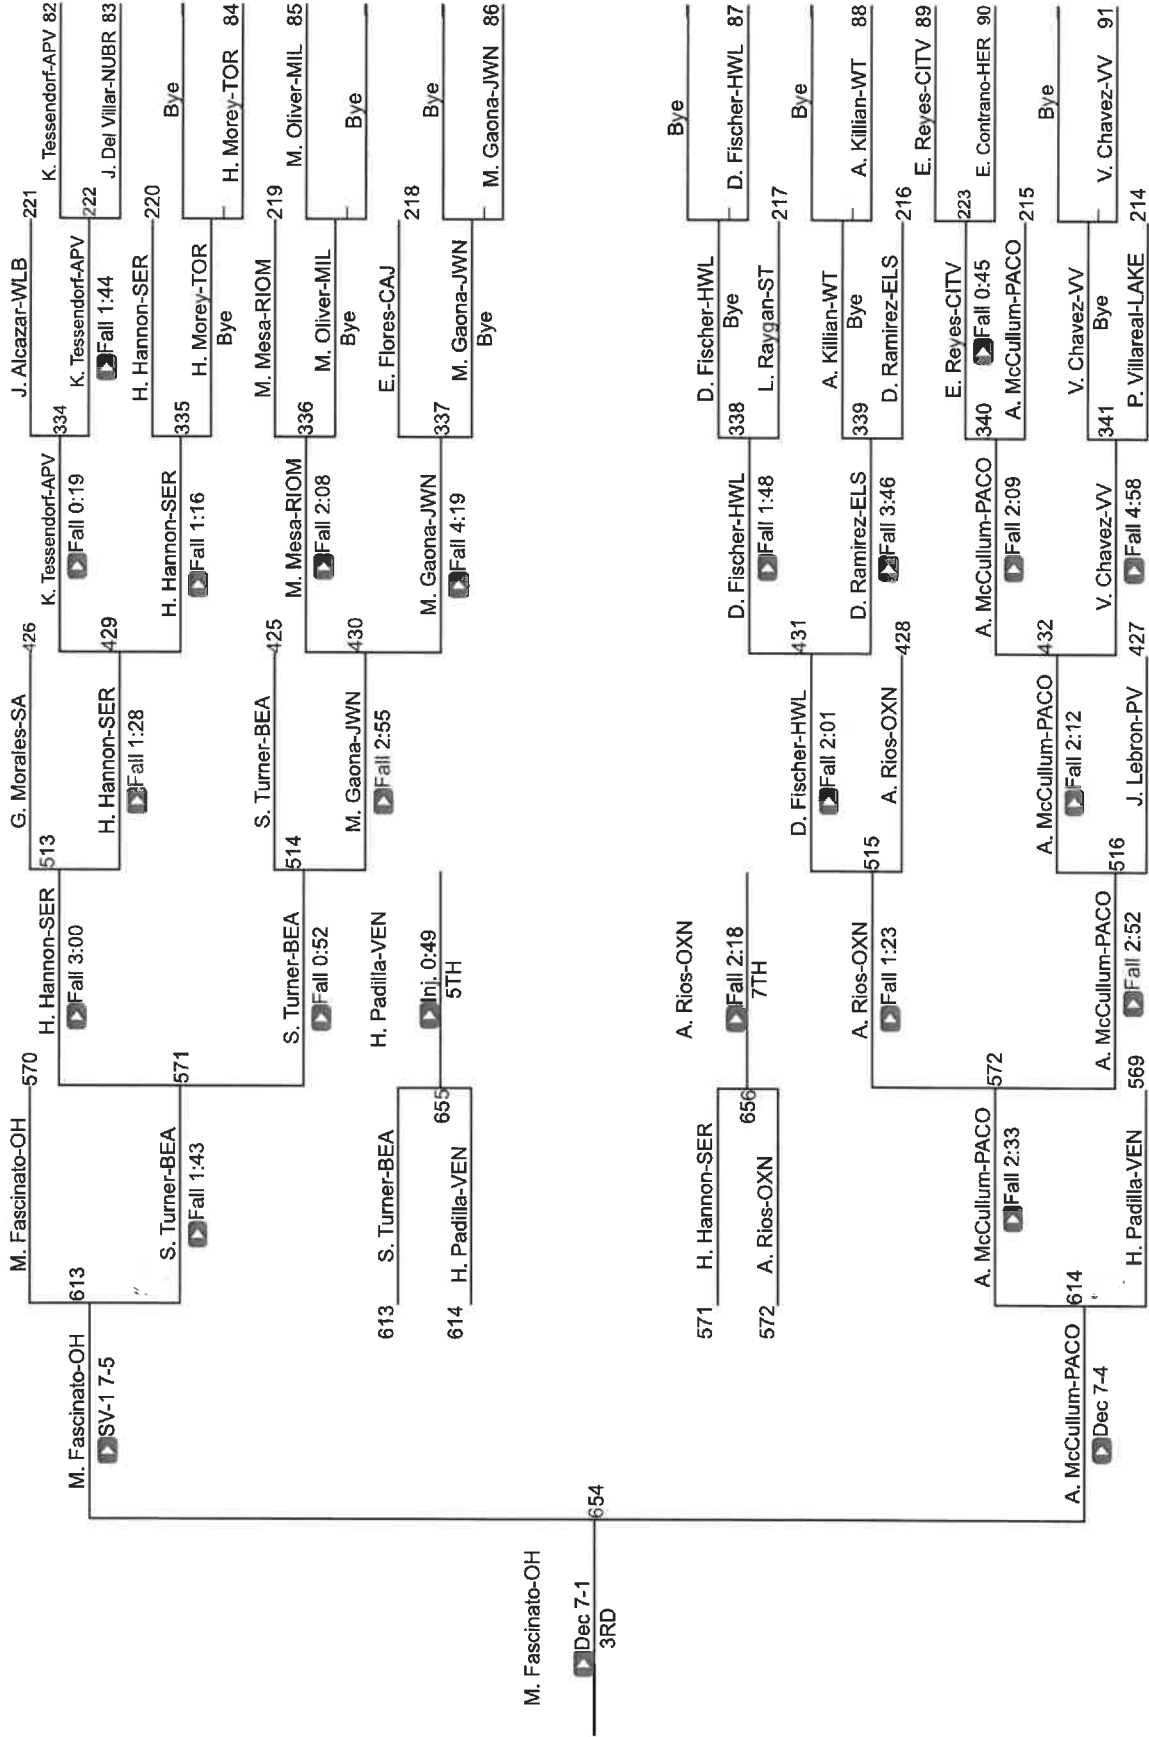 K. Tessendorf-APV 82
J. Del Villar-NUBR 83
Bye
H. Morey-TOR 84
M. Oliver-MIL 85
Bye
Bye
M. Gaona-JWN 86
Bye
D. Fischer-HWL 87
Bye
A. Killian-WT 88
E. Reyes-CITV 89
E. Contrano-HER 90
Bye
V. Chavez-VV 91
J. Alcazar-WLB 221
222
K. Tessendorf-APV
Fall 1:44
H. Hannon-SER 220
H. Morey-TOR
Bye
M. Mesa-RIOM 219
M. Oliver-MIL
Bye
E. Flores-CAJ 218
M. Gaona-JWN
Bye
D. Fischer-HWL
Bye
L. Raygan-ST 217
A. Killian-WT
Bye
D. Ramirez-ELS 216
223
E. Reyes-CITV
Fall 0:45
A. McCullum-PACO 215
V. Chavez-VV
Bye
P. Villareal-LAKE 214
334
K. Tessendorf-APV
Fall 0:19
335
H. Hannon-SER
Fall 1:16
336
M. Mesa-RIOM
Fall 2:08
337
M. Gaona-JWN
Fall 4:19
338
D. Fischer-HWL
Fall 1:48
339
D. Ramirez-ELS
Fall 3:46
340
A. McCullum-PACO
Fall 2:09
341
V. Chavez-VV
Fall 4:58
G. Morales-SA 426
429
H. Hannon-SER
Fall 1:28
S. Turner-BEA 425
430
M. Gaona-JWN
Fall 2:55
431
D. Fischer-HWL
Fall 2:01
A. Rios-OXN 428
432
A. McCullum-PACO
Fall 2:12
J. Lebron-PV 427
513
H. Hannon-SER
Fall 3:00
514
S. Turner-BEA
Fall 0:52
H. Padilla-VEN
Inj. 0:49
5TH
A. Rios-OXN
Fall 2:18
7TH
515
A. Rios-OXN
Fall 1:23
516
A. McCullum-PACO
Fall 2:52
M. Fascinato-OH 570
571
S. Turner-BEA
Fall 1:43
613 S. Turner-BEA
655
614 H. Padilla-VEN
571 H. Hannon-SER
656
572 A. Rios-OXN
572
A. McCullum-PACO
Fall 2:33
H. Padilla-VEN 569
613
M. Fascinato-OH
SV-1 7-5
614
A. McCullum-PACO
Dec 7-4
654
M. Fascinato-OH
Dec 7-1
3RD